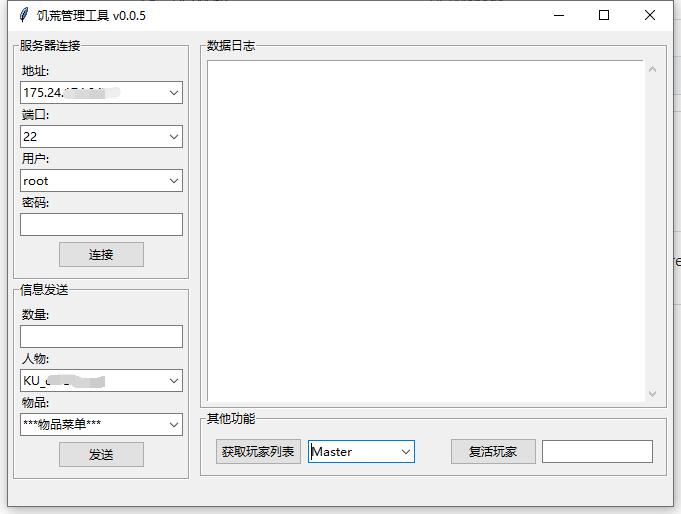 饥荒管理工具 v0.0.5
服务器连接
地址:
175.24.
端口:
22
用户:
root
密码:
连接
信息发送
数量:
人物:
KU_
物品:
***物品菜单***
发送
数据日志
其他功能
获取玩家列表
Master
复活玩家